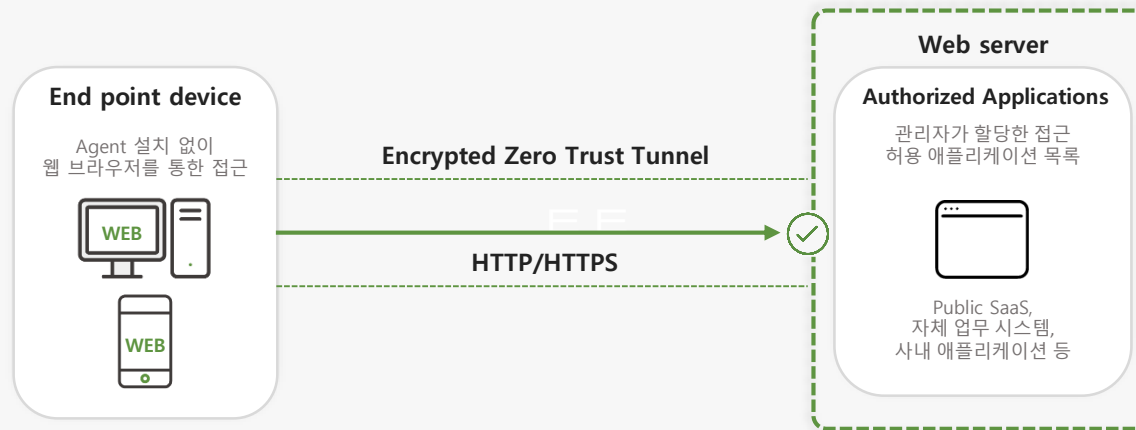 Web server
End point device
Agent 설치 없이
웹 브라우저를 통한 접근
WEB
WEB
Encrypted Zero Trust Tunnel
HTTP/HTTPS
Authorized Applications
관리자가 할당한 접근
허용 애플리케이션 목록
Public SaaS,
자체 업무 시스템,
사내 애플리케이션 등